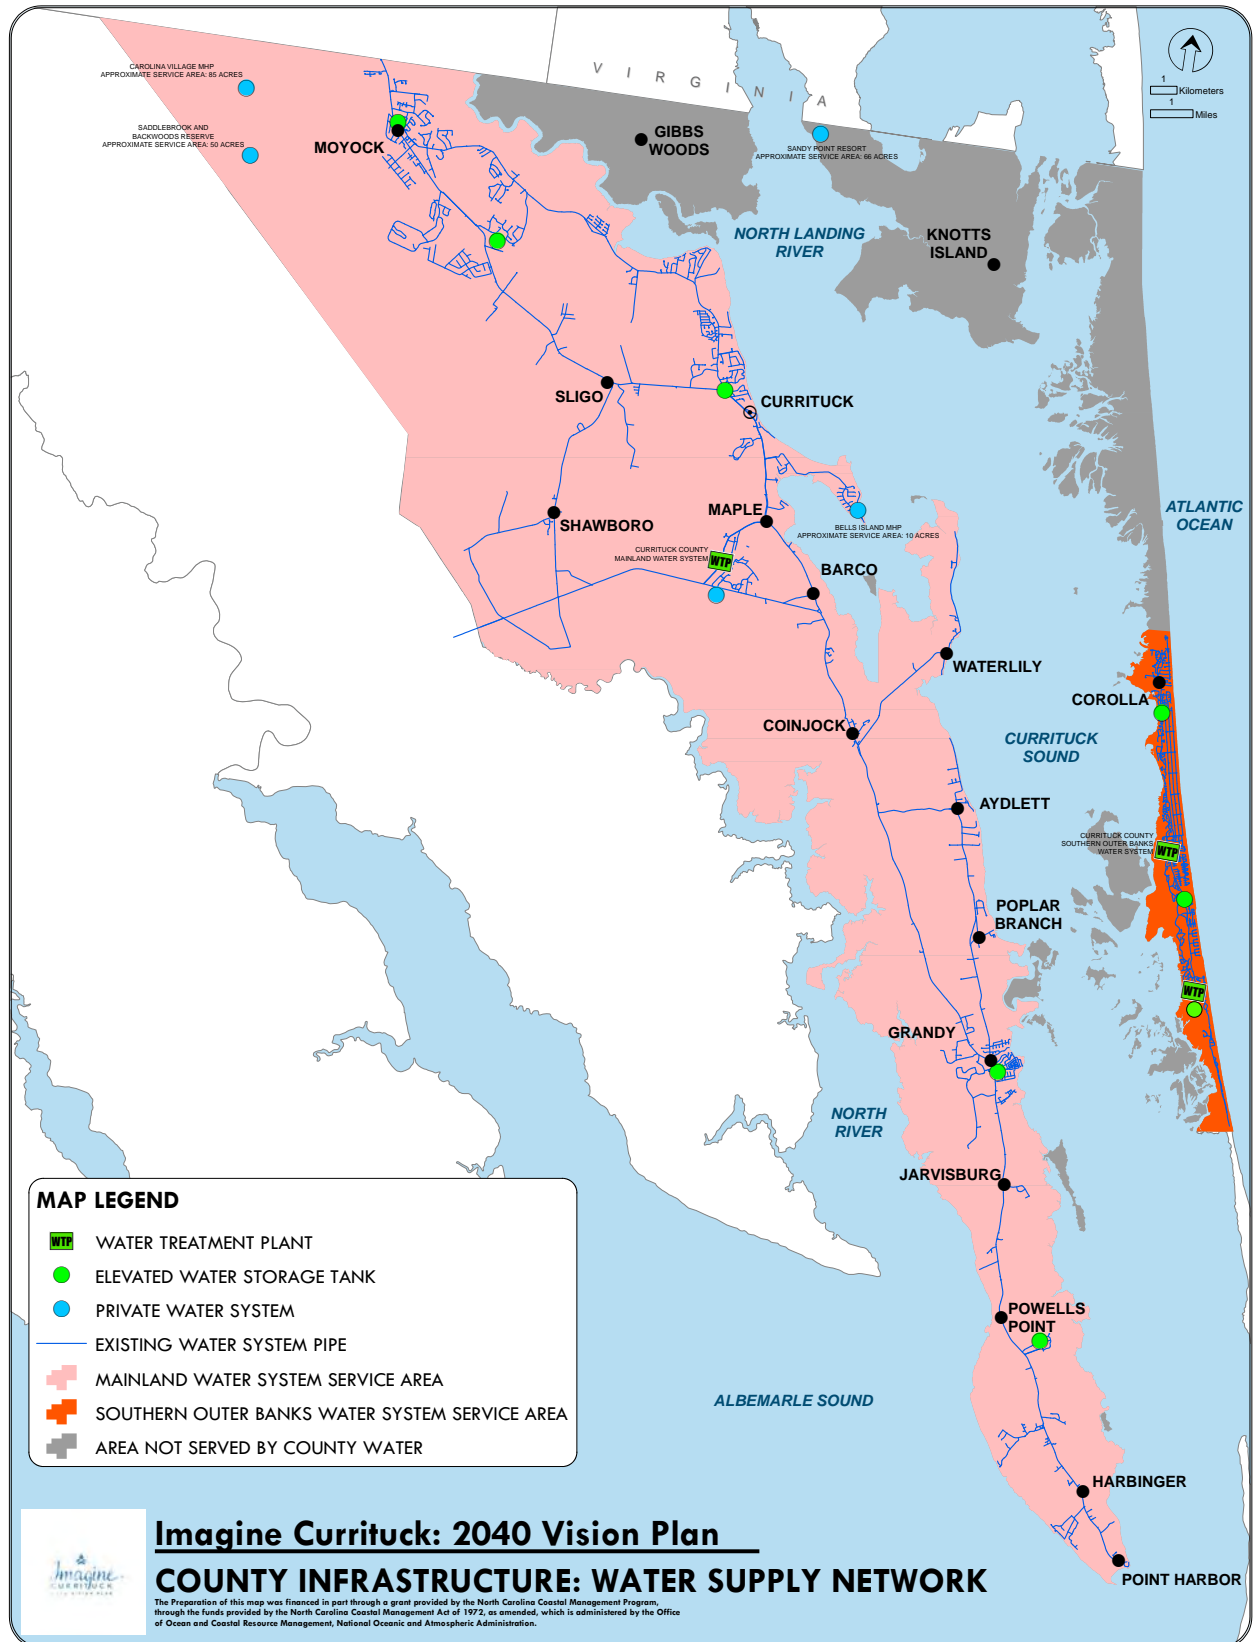 VIRGINIA
1
Kilometers
1
Miles
CAROLINA VILLAGE MHP
APPROXIMATE SERVICE AREA: 85 ACRES
SADDLEBROOK AND
BACKWOODS RESERVE
APPROXIMATE SERVICE AREA: 50 ACRES
MOYOCK
GIBBS
WOODS
SANDY POINT RESORT
APPROXIMATE SERVICE AREA: 66 ACRES
NORTH LANDING
RIVER
KNOTTS
ISLAND
SLIGO
CURRITUCK
ATLANTIC
OCEAN
SHAWBORO
MAPLE
BELLS ISLAND MHP
APPROXIMATE SERVICE AREA: 10 ACRES
CURRITUCK COUNTY
MAINLAND WATER SYSTEM
WTP
BARCO
WATERLILY
COROLLA
COINJOCK
CURRITUCK
SOUND
AYDLETT
CURRITUCK COUNTY
SOUTHERN OUTER BANKS
WATER SYSTEM
WTP
POPLAR
BRANCH
WTP
GRANDY
NORTH
RIVER
JARVISBURG
POWELLS
POINT
ALBEMARLE SOUND
HARBINGER
POINT HARBOR
MAP LEGEND
WTP WATER TREATMENT PLANT
ELEVATED WATER STORAGE TANK
PRIVATE WATER SYSTEM
EXISTING WATER SYSTEM PIPE
MAINLAND WATER SYSTEM SERVICE AREA
SOUTHERN OUTER BANKS WATER SYSTEM SERVICE AREA
AREA NOT SERVED BY COUNTY WATER
Imagine
CURRITUCK
Imagine Currituck: 2040 Vision Plan
COUNTY INFRASTRUCTURE: WATER SUPPLY NETWORK
The Preparation of this map was financed in part through a grant provided by the North Carolina Coastal Management Program,
through the funds provided by the North Carolina Coastal Management Act of 1972, as amended, which is administered by the Office
of Ocean and Coastal Resource Management, National Oceanic and Atmospheric Administration.